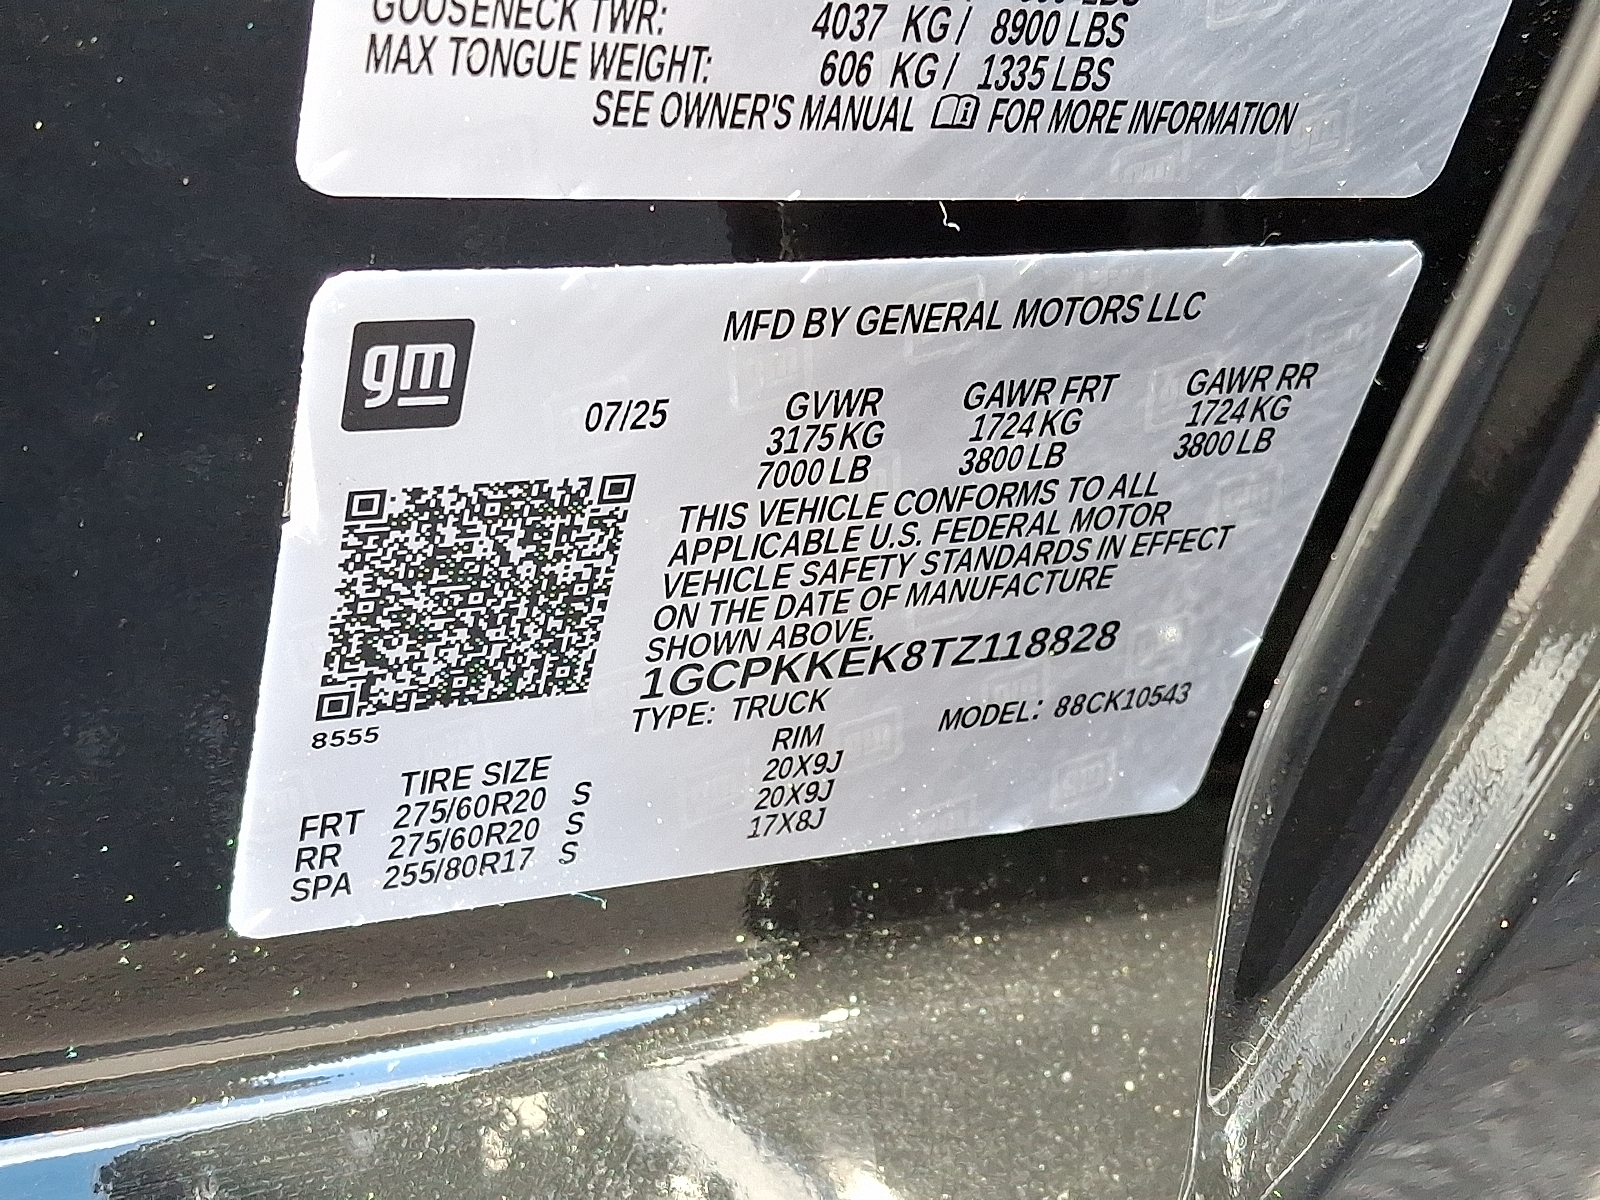 GOOSENECK TWR: 4037 KG / 8900 LBS
MAX TONGUE WEIGHT: 606 KG / 1335 LBS
SEE OWNER'S MANUAL FOR MORE INFORMATION
gm
MFD BY GENERAL MOTORS LLC
07/25 GVWR GAWR FRT GAWR RR
3175 KG 1724 KG 1724 KG
7000 LB 3800 LB 3800 LB
THIS VEHICLE CONFORMS TO ALL
APPLICABLE U.S. FEDERAL MOTOR
VEHICLE SAFETY STANDARDS IN EFFECT
ON THE DATE OF MANUFACTURE
SHOWN ABOVE.
1GCPKKEK8TZ118828
TYPE: TRUCK MODEL: 88CK10543
8555
TIRE SIZE RIM
FRT 275/60R20 S 20X9J
RR 275/60R20 S 20X9J
SPA 255/80R17 S 17X8J